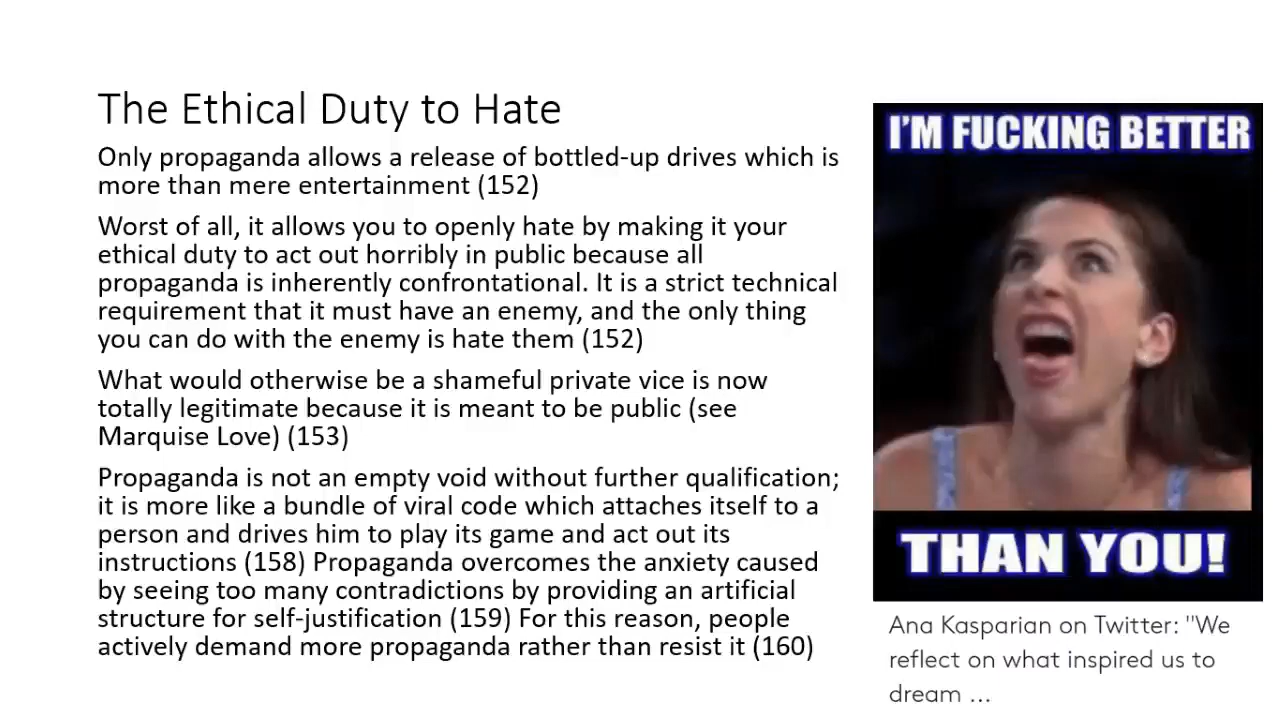 The Ethical Duty to Hate
Only propaganda allows a release of bottled-up drives which is
more than mere entertainment (152)
Worst of all, it allows you to openly hate by making it your
ethical duty to act out horribly in public because all
propaganda is inherently confrontational. It is a strict technical
requirement that it must have an enemy, and the only thing
you can do with the enemy is hate them (152)
What would otherwise be a shameful private vice is now
totally legitimate because it is meant to be public (see
Marquise Love) (153)
Propaganda is not an empty void without further qualification;
it is more like a bundle of viral code which attaches itself to a
person and drives him to play its game and act out its
instructions (158) Propaganda overcomes the anxiety caused
by seeing too many contradictions by providing an artificial
structure for self-justification (159) For this reason, people
actively demand more propaganda rather than resist it (160)
I'M FUCKING BETTER
THAN YOU!
Ana Kasparian on Twitter: "We
reflect on what inspired us to
dream ...